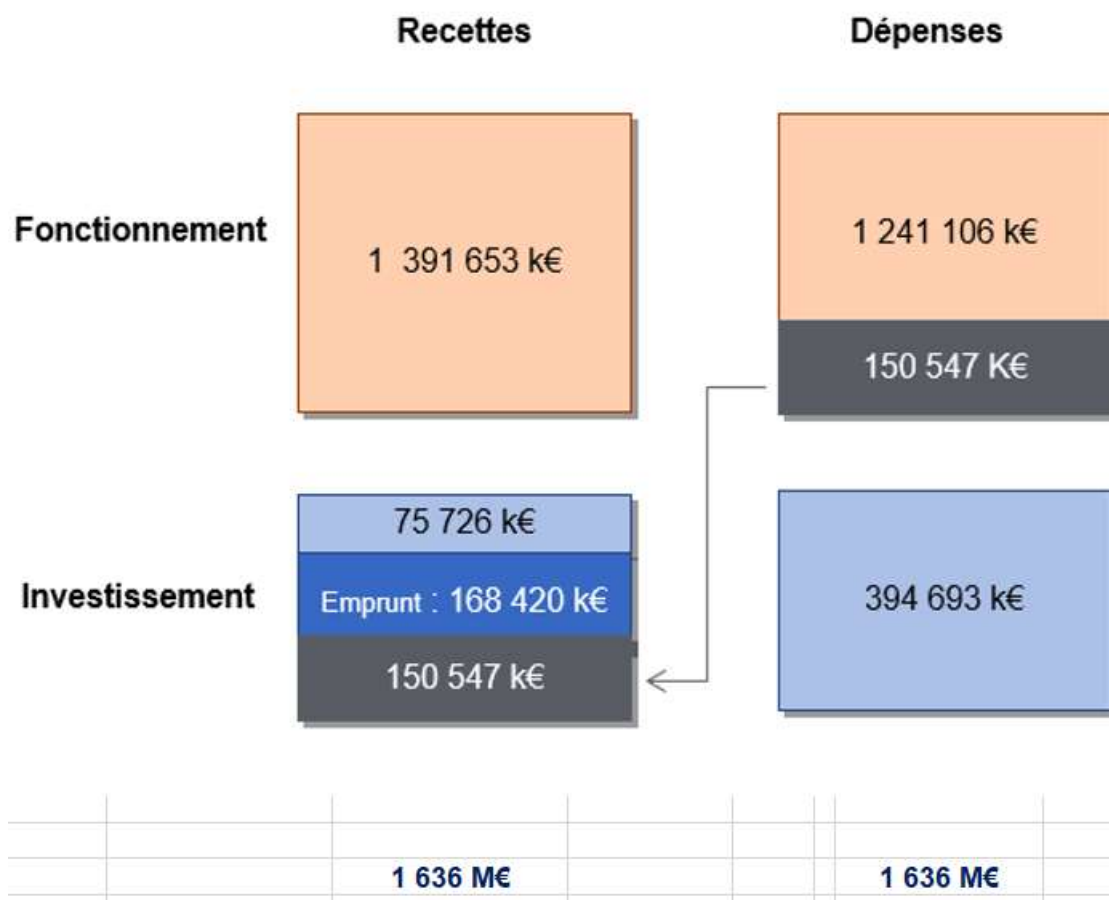 Recettes
Dépenses
Fonctionnement
1 391 653 k€
1 241 106 k€
150 547 K€
Investissement
75 726 k€
Emprunt : 168 420 k€
150 547 k€
394 693 k€
1 636 M€
1 636 M€